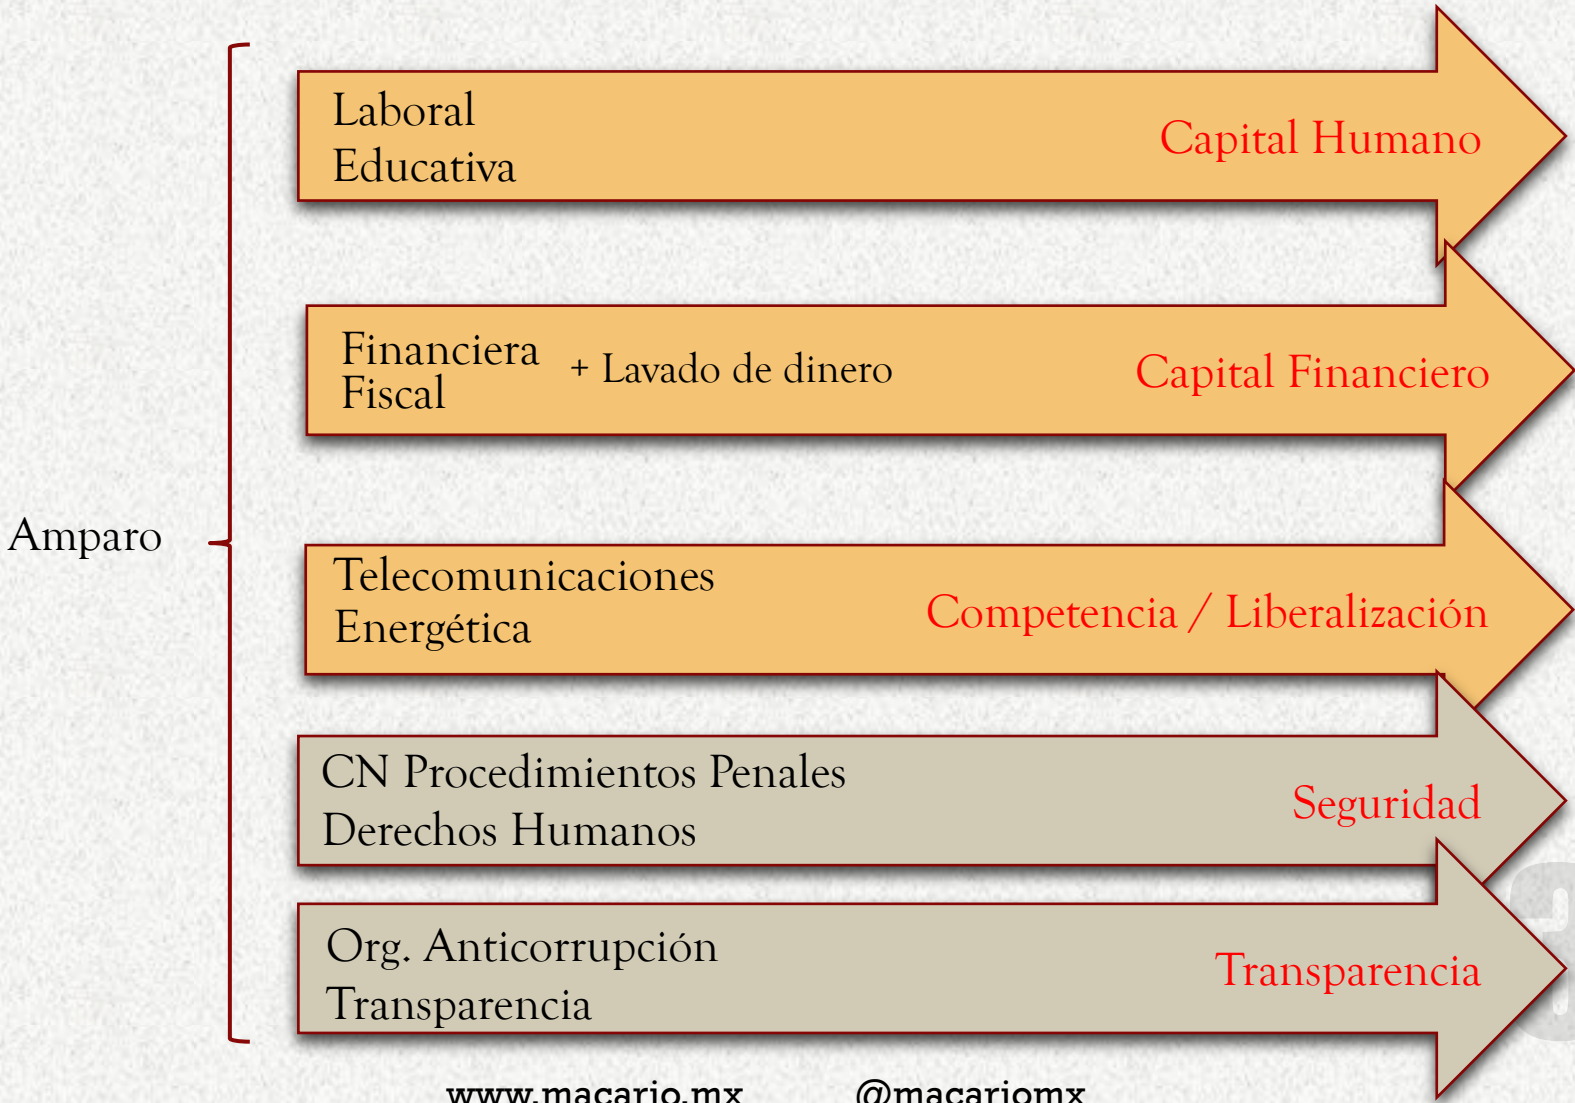 Laboral
Educativa
Capital Humano
Financiera
Fiscal
+ Lavado de dinero
Capital Financiero
Amparo
Telecomunicaciones
Energética
Competencia / Liberalización
CN Procedimientos Penales
Derechos Humanos
Seguridad
Org. Anticorrupción
Transparencia
Transparencia
3
www.macario.mx @macariomx